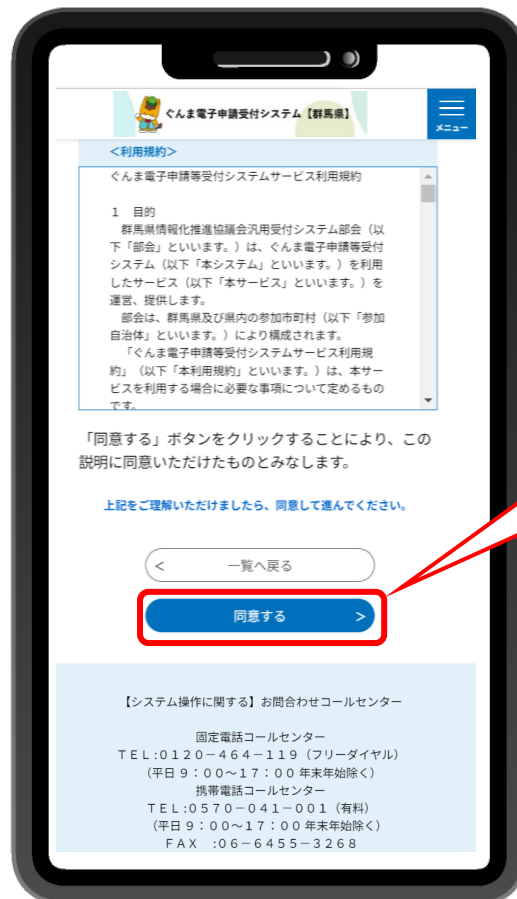 ぐんま電子申請受付システム【群馬県】
メニュー
＜利用規約＞
ぐんま電子申請等受付システムサービス利用規約
１　目的
　群馬県情報化推進協議会汎用受付システム部会（以
下「部会」といいます。）は、ぐんま電子申請等受付
システム（以下「本システム」といいます。）を利用
したサービス（以下「本サービス」といいます。）を
運営、提供します。
　部会は、群馬県及び県内の参加市町村（以下「参加
自治体」といいます。）により構成されます。
　「ぐんま電子申請等受付システムサービス利用規
約」（以下「本利用規約」といいます。）は、本サー
ビスを利用する場合に必要な事項について定めるもの
です。
「同意する」ボタンをクリックすることにより、この
説明に同意いただけたものとみなします。
上記をご理解いただけましたら、同意して進んでください。
< 一覧へ戻る
同意する >
【システム操作に関する】お問合わせコールセンター
固定電話コールセンター
ＴＥＬ:０１２０－４６４－１１９（フリーダイヤル）
（平日９：００～１７：００ 年末年始除く）
携帯電話コールセンター
ＴＥＬ:０５７０－０４１－００１（有料）
（平日９：００～１７：００ 年末年始除く）
ＦＡＸ　:０６－６４５５－３２６８